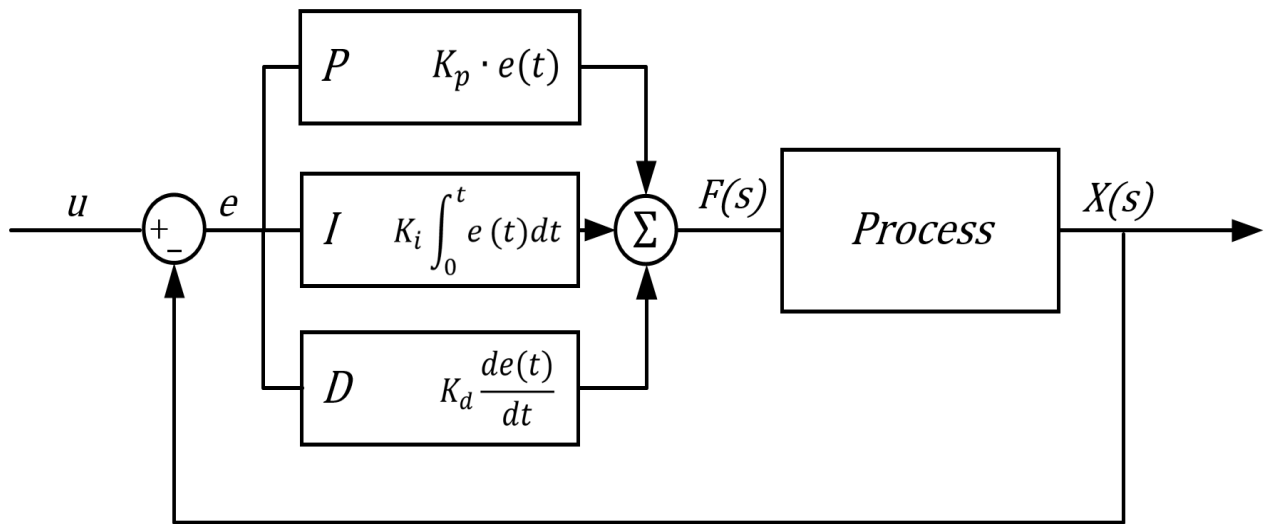 P K_p · e(t)
u + − e I K_i ∫_0^t e (t)dt Σ F(s) Process X(s)
D K_d de(t)/dt